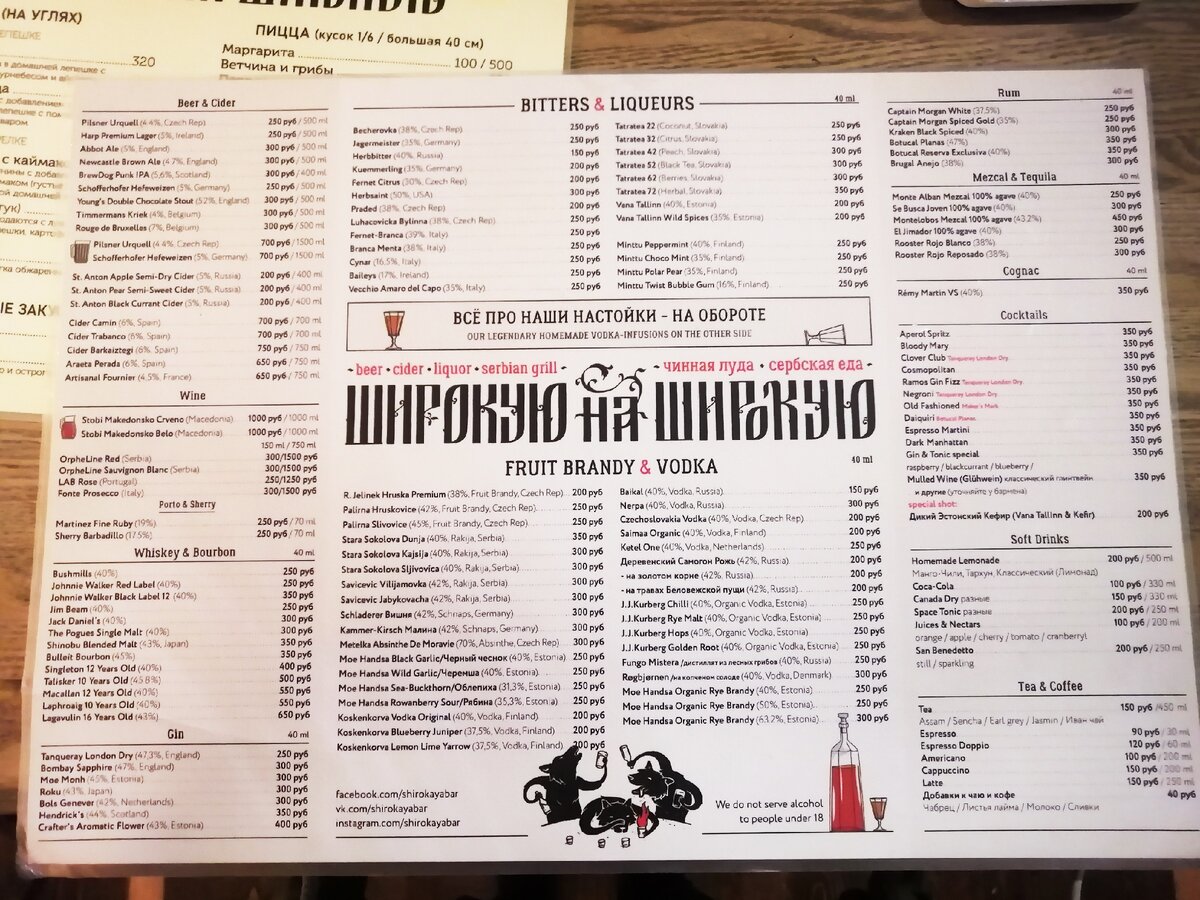 (НА УГЛЯХ)
320
ПИЦЦА (кусок 1/6 / большая 40 см)
Маргарита 100 / 500
Ветчина и грибы
Beer & Cider
Pilsner Urquell (4.4%, Czech Rep) 250 руб / 500 ml
Harp Premium Lager (5%, Ireland) 250 руб / 500 ml
Abbot Ale (5%, England) 300 руб / 500 ml
Newcastle Brown Ale (4.7%, England) 300 руб / 500 ml
BrewDog Punk IPA (5,6%, Scotland) 300 руб / 400 ml
Schofferhofer Hefeweizen (5%, Germany) 250 руб / 500 ml
Young's Double Chocolate Stout (5.2%, England) 300 руб / 500 ml
Timmermans Kriek (4%, Belgium) 300 руб / 500 ml
Rouge de Bruxelles (7%, Belgium) 300 руб / 500 ml
Pilsner Urquell (4.4%, Czech Rep) 700 руб / 1500 ml
Schofferhofer Hefeweizen (5%, Germany) 700 руб / 1500 ml
St. Anton Apple Semi-Dry Cider (5%, Russia) 200 руб / 400 ml
St. Anton Pear Semi-Sweet Cider (5%, Russia) 200 руб / 400 ml
St. Anton Black Currant Cider (5%, Russia) 200 руб / 400 ml
Cider Camin (6%, Spain) 700 руб / 700 ml
Cider Trabanco (6%, Spain) 700 руб / 700 ml
Cider Barkaiztegi (6%, Spain) 750 руб / 750 ml
Araeta Perada (6%, Spain) 650 руб / 750 ml
Artisanal Fournier (4,5%, France) 650 руб / 750 ml
Wine
Stobi Makedonsko Crveno (Macedonia) 1000 руб / 1000 ml
Stobi Makedonsko Belo (Macedonia) 1000 руб / 1000 ml
150 ml / 750 ml
OrpheLine Red (Serbia) 300/1500 руб
OrpheLine Sauvignon Blanc (Serbia) 300/1500 руб
LAB Rose (Portugal) 250/1250 руб
Fonte Prosecco (Italy) 300/1500 руб
Porto & Sherry
Martinez Fine Ruby (19%) 250 руб / 70 ml
Sherry Barbadillo (17.5%) 250 руб / 70 ml
Whiskey & Bourbon 40 ml
Bushmills (40%) 250 руб
Johnnie Walker Red Label (40%) 250 руб
Johnnie Walker Black Label 12 (40%) 350 руб
Jim Beam (40%) 250 руб
Jack Daniel's (40%) 300 руб
The Pogues Single Malt (40%) 300 руб
Shinobu Blended Malt (43%, Japan) 350 руб
Bulleit Bourbon (45%) 350 руб
Singleton 12 Years Old (40%) 400 руб
Talisker 10 Years Old (45.8%) 500 руб
Macallan 12 Years Old (40%) 550 руб
Laphroaig 10 Years Old (40%) 550 руб
Lagavulin 16 Years Old (43%) 650 руб
Gin 40 ml
Tanqueray London Dry (47,3%, England) 250 руб
Bombay Sapphire (47%, England) 300 руб
Moe Monh (45%, Estonia) 300 руб
Roku (43%, Japan) 300 руб
Bols Genever (42%, Netherlands) 300 руб
Hendrick's (44%, Scotland) 350 руб
Crafter's Aromatic Flower (43%, Estonia) 400 руб
BITTERS & LIQUEURS 40 ml
Becherovka (38%, Czech Rep) 250 руб
Jagermeister (35%, Germany) 250 руб
Herbbitter (40%, Russia) 150 руб
Kuemmerling (35%, Germany) 200 руб
Fernet Citrus (30%, Czech Rep) 200 руб
Herbsaint (50%, USA) 300 руб
Praded (38%, Czech Rep) 200 руб
Luhacovicka Bylinna (38%, Czech Rep) 250 руб
Fernet-Branca (39%, Italy) 200 руб
Branca Menta (38%, Italy) 250 руб
Cynar (16.5%, Italy) 200 руб
Baileys (17%, Ireland) 250 руб
Vecchio Amaro del Capo (35%, Italy) 250 руб
Tatratea 22 (Coconut, Slovakia) 250 руб
Tatratea 32 (Citrus, Slovakia) 250 руб
Tatratea 42 (Peach, Slovakia) 300 руб
Tatratea 52 (Black Tea, Slovakia) 300 руб
Tatratea 62 (Berries, Slovakia) 300 руб
Tatratea 72 (Herbal, Slovakia) 350 руб
Vana Tallinn (40%, Estonia) 200 руб
Vana Tallinn Wild Spices (35%, Estonia) 200 руб
Minttu Peppermint (40%, Finland) 250 руб
Minttu Choco Mint (35%, Finland) 250 руб
Minttu Polar Pear (35%, Finland) 250 руб
Minttu Twist Bubble Gum (16%, Finland) 250 руб
ВСЁ ПРО НАШИ НАСТОЙКИ - НА ОБОРОТЕ
OUR LEGENDARY HOMEMADE VODKA-INFUSIONS ON THE OTHER SIDE
• beer • cider • liquor • serbian grill • • чинная луда • сербская еда •
ШИРОКУЮ НА ШИРОКУЮ
FRUIT BRANDY & VODKA 40 ml
R. Jelinek Hruska Premium (38%, Fruit Brandy, Czech Rep) 200 руб
Palirna Hruskovice (42%, Fruit Brandy, Czech Rep) 250 руб
Palirna Slivovice (45%, Fruit Brandy, Czech Rep) 250 руб
Stara Sokolova Dunja (40%, Rakija, Serbia) 350 руб
Stara Sokolova Kajsija (40%, Rakija, Serbia) 300 руб
Stara Sokolova Sljivovica (40%, Rakija, Serbia) 300 руб
Savicevic Vilijamovka (42%, Rakija, Serbia) 300 руб
Savicevic Jabykovacha (42%, Rakija, Serbia) 300 руб
Schladerer Вишня (42%, Schnaps, Germany) 300 руб
Kammer-Kirsch Малина (42%, Schnaps, Germany) 300 руб
Metelka Absinthe De Moravie (70%, Absinthe, Czech Rep) 300 руб
Moe Handsa Black Garlic/Черный чеснок (40%, Estonia) 250 руб
Moe Handsa Wild Garlic/Черемша (40%, Estonia) 250 руб
Moe Handsa Sea-Buckthorn/Облепиха (31,3%, Estonia) 250 руб
Moe Handsa Rowanberry Sour/Рябина (35,3%, Estonia) 250 руб
Koskenkorva Vodka Original (40%, Vodka, Finland) 200 руб
Koskenkorva Blueberry Juniper (37,5%, Vodka, Finland) 200 руб
Koskenkorva Lemon Lime Yarrow (37,5%, Vodka, Finland) 200 руб
Baikal (40%, Vodka, Russia) 150 руб
Nerpa (40%, Vodka, Russia) 300 руб
Czechoslovakia Vodka (40%, Vodka, Czech Rep) 200 руб
Saimaa Organic (40%, Vodka, Finland) 200 руб
Ketel One (40%, Vodka, Netherlands) 250 руб
Деревенский Самогон Рожь (42%, Russia) 200 руб
- на золотом корне (42%, Russia) 200 руб
- на травах Беловежской пущи (42%, Russia) 200 руб
J.J.Kurberg Chilli (40%, Organic Vodka, Estonia) 250 руб
J.J.Kurberg Rye Malt (40%, Organic Vodka, Estonia) 250 руб
J.J.Kurberg Hops (40%, Organic Vodka, Estonia) 250 руб
J.J.Kurberg Golden Root (40%, Organic Vodka, Estonia) 250 руб
Fungo Mistera /дистиллят из лесных грибов (40%, Russia) 250 руб
Røgbjørnen /на копченом солоде (40%, Vodka, Denmark) 300 руб
Moe Handsa Organic Rye Brandy (40%, Estonia) 250 руб
Moe Handsa Organic Rye Brandy (50%, Estonia) 250 руб
Moe Handsa Organic Rye Brandy (63.2%, Estonia) 300 руб
facebook.com/shirokayabar
vk.com/shirokayabar
instagram.com/shirokayabar
We do not serve alcohol
to people under 18
Rum 40 ml
Captain Morgan White (37.5%) 250 руб
Captain Morgan Spiced Gold (35%) 250 руб
Kraken Black Spiced (40%) 300 руб
Botucal Planas (47%) 350 руб
Botucal Reserva Exclusiva (40%) 350 руб
Brugal Anejo (38%) 300 руб
Mezcal & Tequila 40 ml
Monte Alban Mezcal 100% agave (40%) 250 руб
Se Busca Joven 100% agave (40%) 300 руб
Montelobos Mezcal 100% agave (43.2%) 450 руб
El Jimador 100% agave (40%) 300 руб
Rooster Rojo Blanco (38%) 250 руб
Rooster Rojo Reposado (38%) 300 руб
Cognac 40 ml
Rémy Martin VS (40%) 350 руб
Cocktails
Aperol Spritz 350 руб
Bloody Mary 350 руб
Clover Club Tanqueray London Dry 350 руб
Cosmopolitan 350 руб
Ramos Gin Fizz Tanqueray London Dry 350 руб
Negroni Tanqueray London Dry 350 руб
Old Fashioned Maker's Mark 350 руб
Daiquiri Botucal Planas 350 руб
Espresso Martini 350 руб
Dark Manhattan 350 руб
Gin & Tonic special 350 руб
raspberry / blackcurrant / blueberry /
Mulled Wine (Glühwein) классический глинтвейн 350 руб
и другие (уточняйте у бармена)
special shot:
Дикий Эстонский Кефир (Vana Tallinn & Kefir) 200 руб
Soft Drinks
Homemade Lemonade 200 руб / 500 ml
Манго-Чили, Тархун, Классический (Лимонад)
Coca-Cola 100 руб / 330 ml
Canada Dry разные 150 руб / 330 ml
Space Tonic разные 200 руб / 250 ml
Juices & Nectars 100 руб / 200 ml
orange / apple / cherry / tomato / cranberryl
San Benedetto 200 руб / 250 ml
still / sparkling
Tea & Coffee
Tea 150 руб /450 ml
Assam / Sencha / Earl grey / Jasmin / Иван чай
Espresso 90 руб / 30 ml
Espresso Doppio 120 руб / 60 ml
Americano 100 руб / 200 ml
Cappuccino 150 руб / 200 ml
Latte 150 руб / 250 ml
Добавки к чаю и кофе 40 руб
Чабрец / Листья лайма / Молоко / Сливки